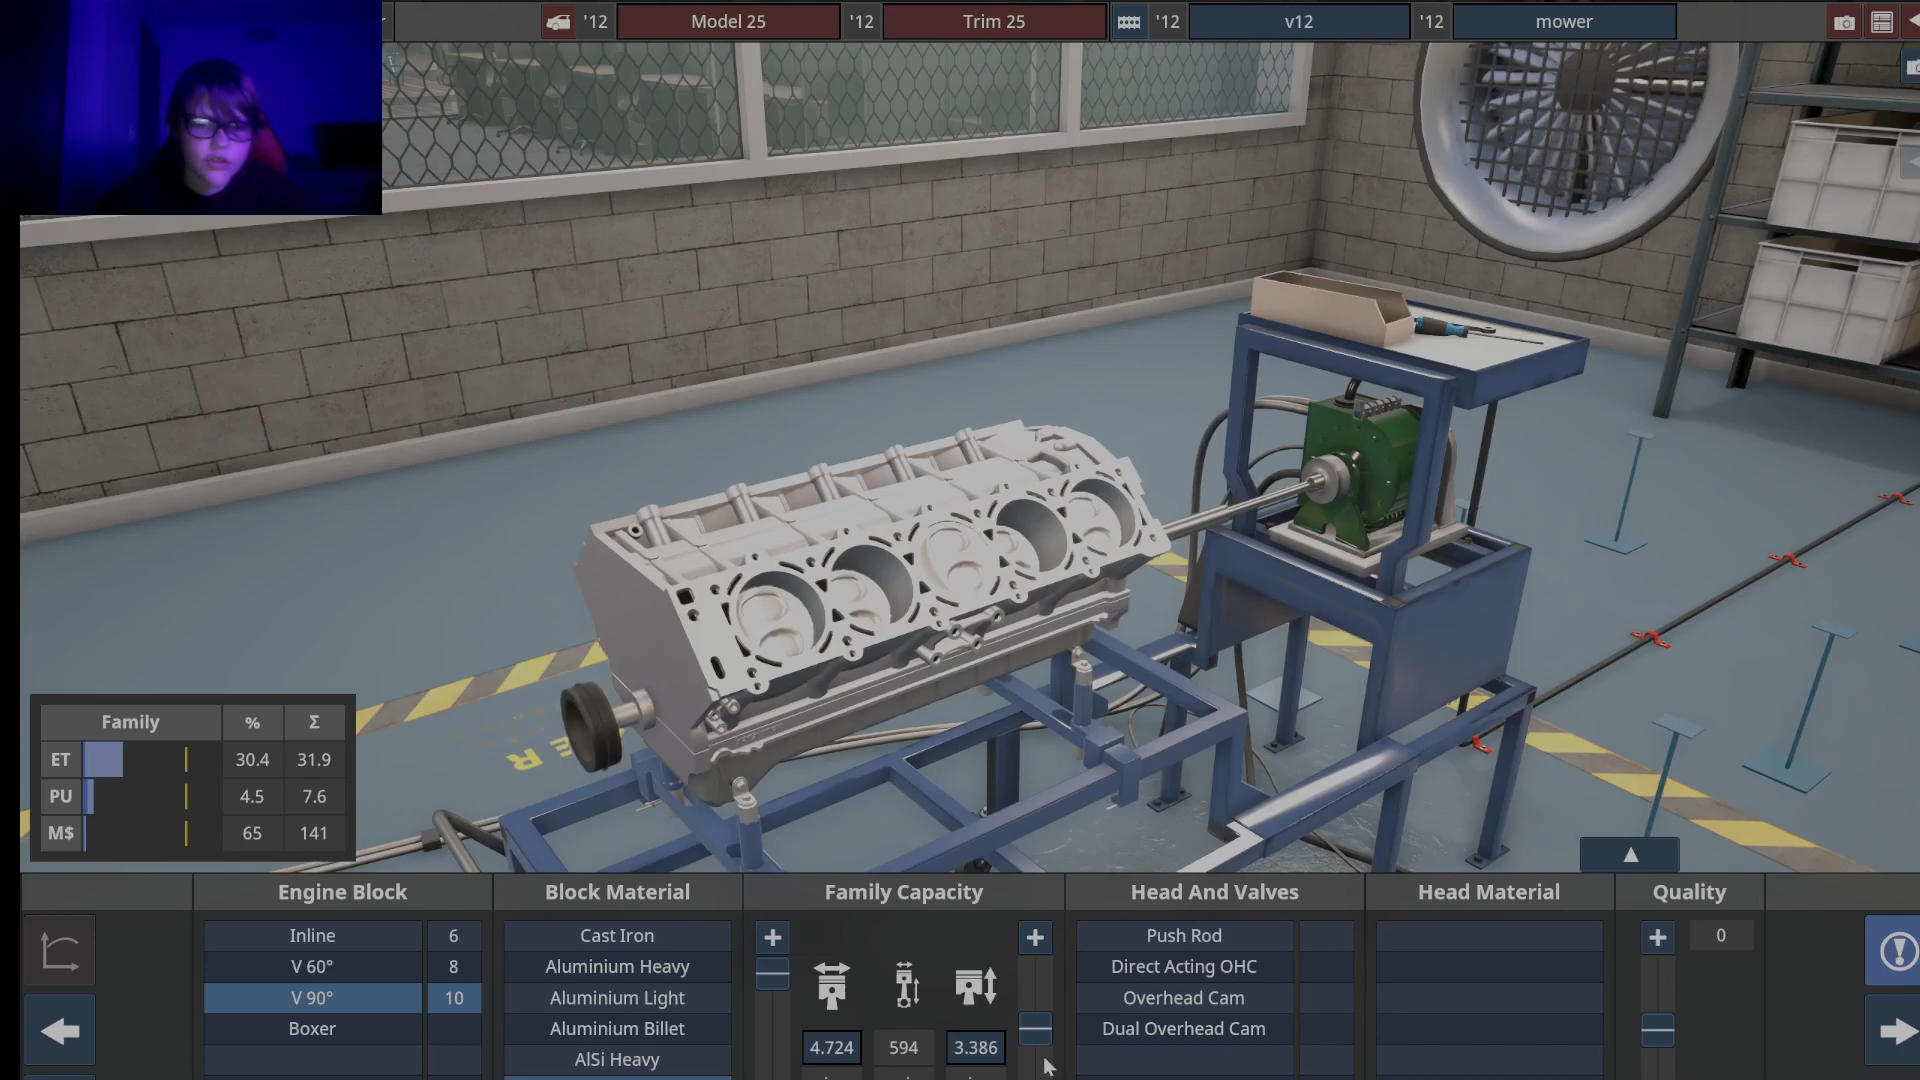 r
'12
Model 25
'12
Trim 25
'12
v12
'12
mower
ER
Family % Σ
ET 30.4 31.9
PU 4.5 7.6
M$ 65 141
Engine Block
Block Material
Family Capacity
Head And Valves
Head Material
Quality
Inline 6
V 60° 8
V 90° 10
Boxer
Cast Iron
Aluminium Heavy
Aluminium Light
Aluminium Billet
AlSi Heavy
4.724 594 3.386
Push Rod
Direct Acting OHC
Overhead Cam
Dual Overhead Cam
0